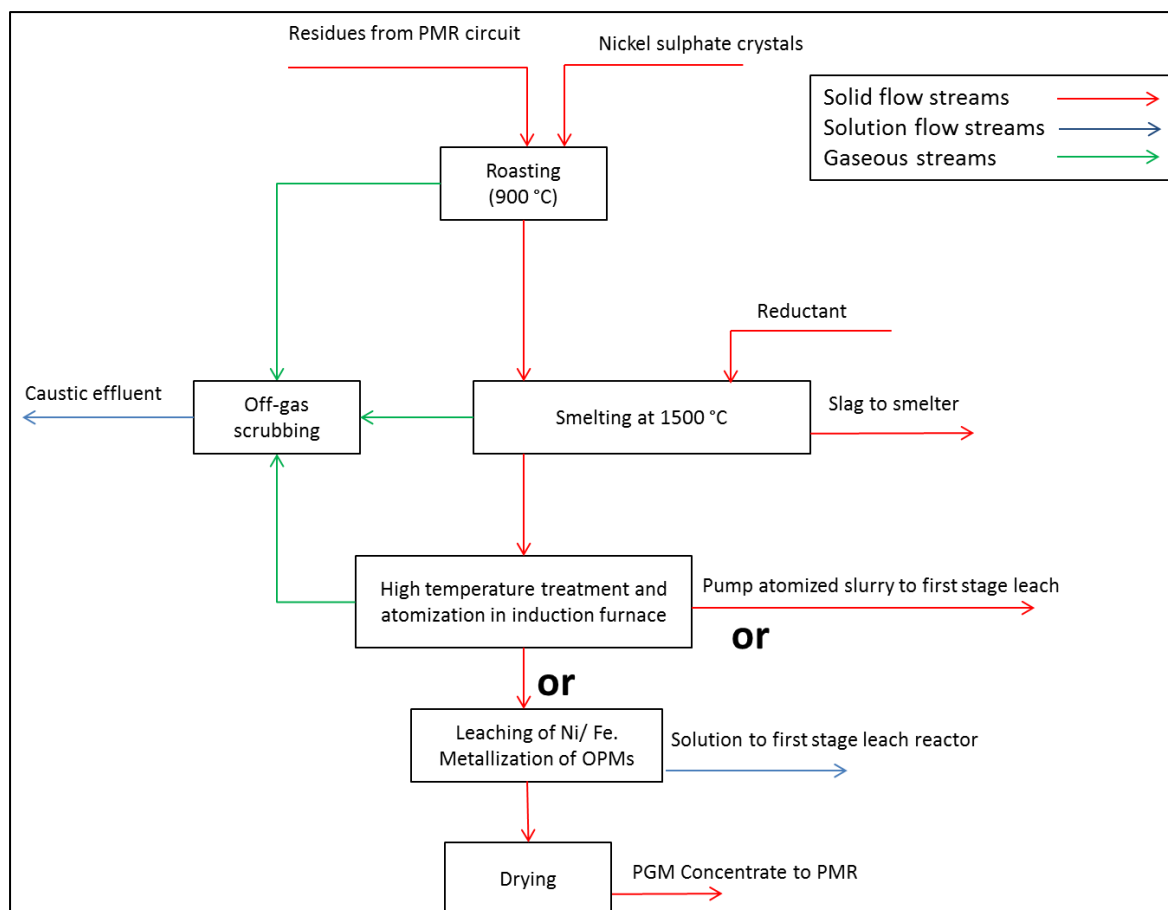 Residues from PMR circuit
Nickel sulphate crystals
Solid flow streams
Solution flow streams
Gaseous streams
Roasting
(900 °C)
Reductant
Caustic effluent
Off-gas
scrubbing
Smelting at 1500 °C
Slag to smelter
High temperature treatment and
atomization in induction furnace
Pump atomized slurry to first stage leach
or
or
Leaching of Ni/ Fe.
Metallization of OPMs
Solution to first stage leach reactor
Drying
PGM Concentrate to PMR